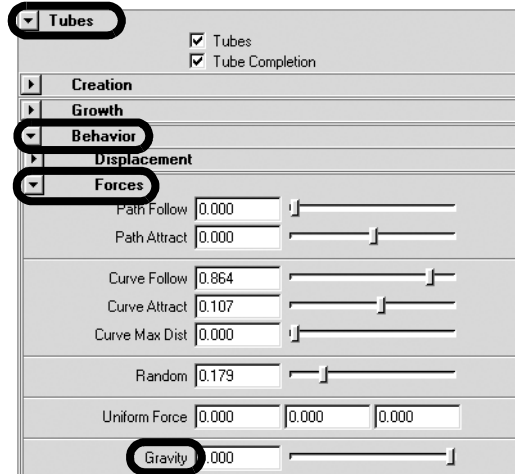 Tubes
Tubes
Tube Completion
Creation
Growth
Behavior
Displacement
Forces
Path Follow 0.000
Path Attract 0.000
Curve Follow 0.864
Curve Attract 0.107
Curve Max Dist 0.000
Random 0.179
Uniform Force 0.000 0.000 0.000
Gravity .000